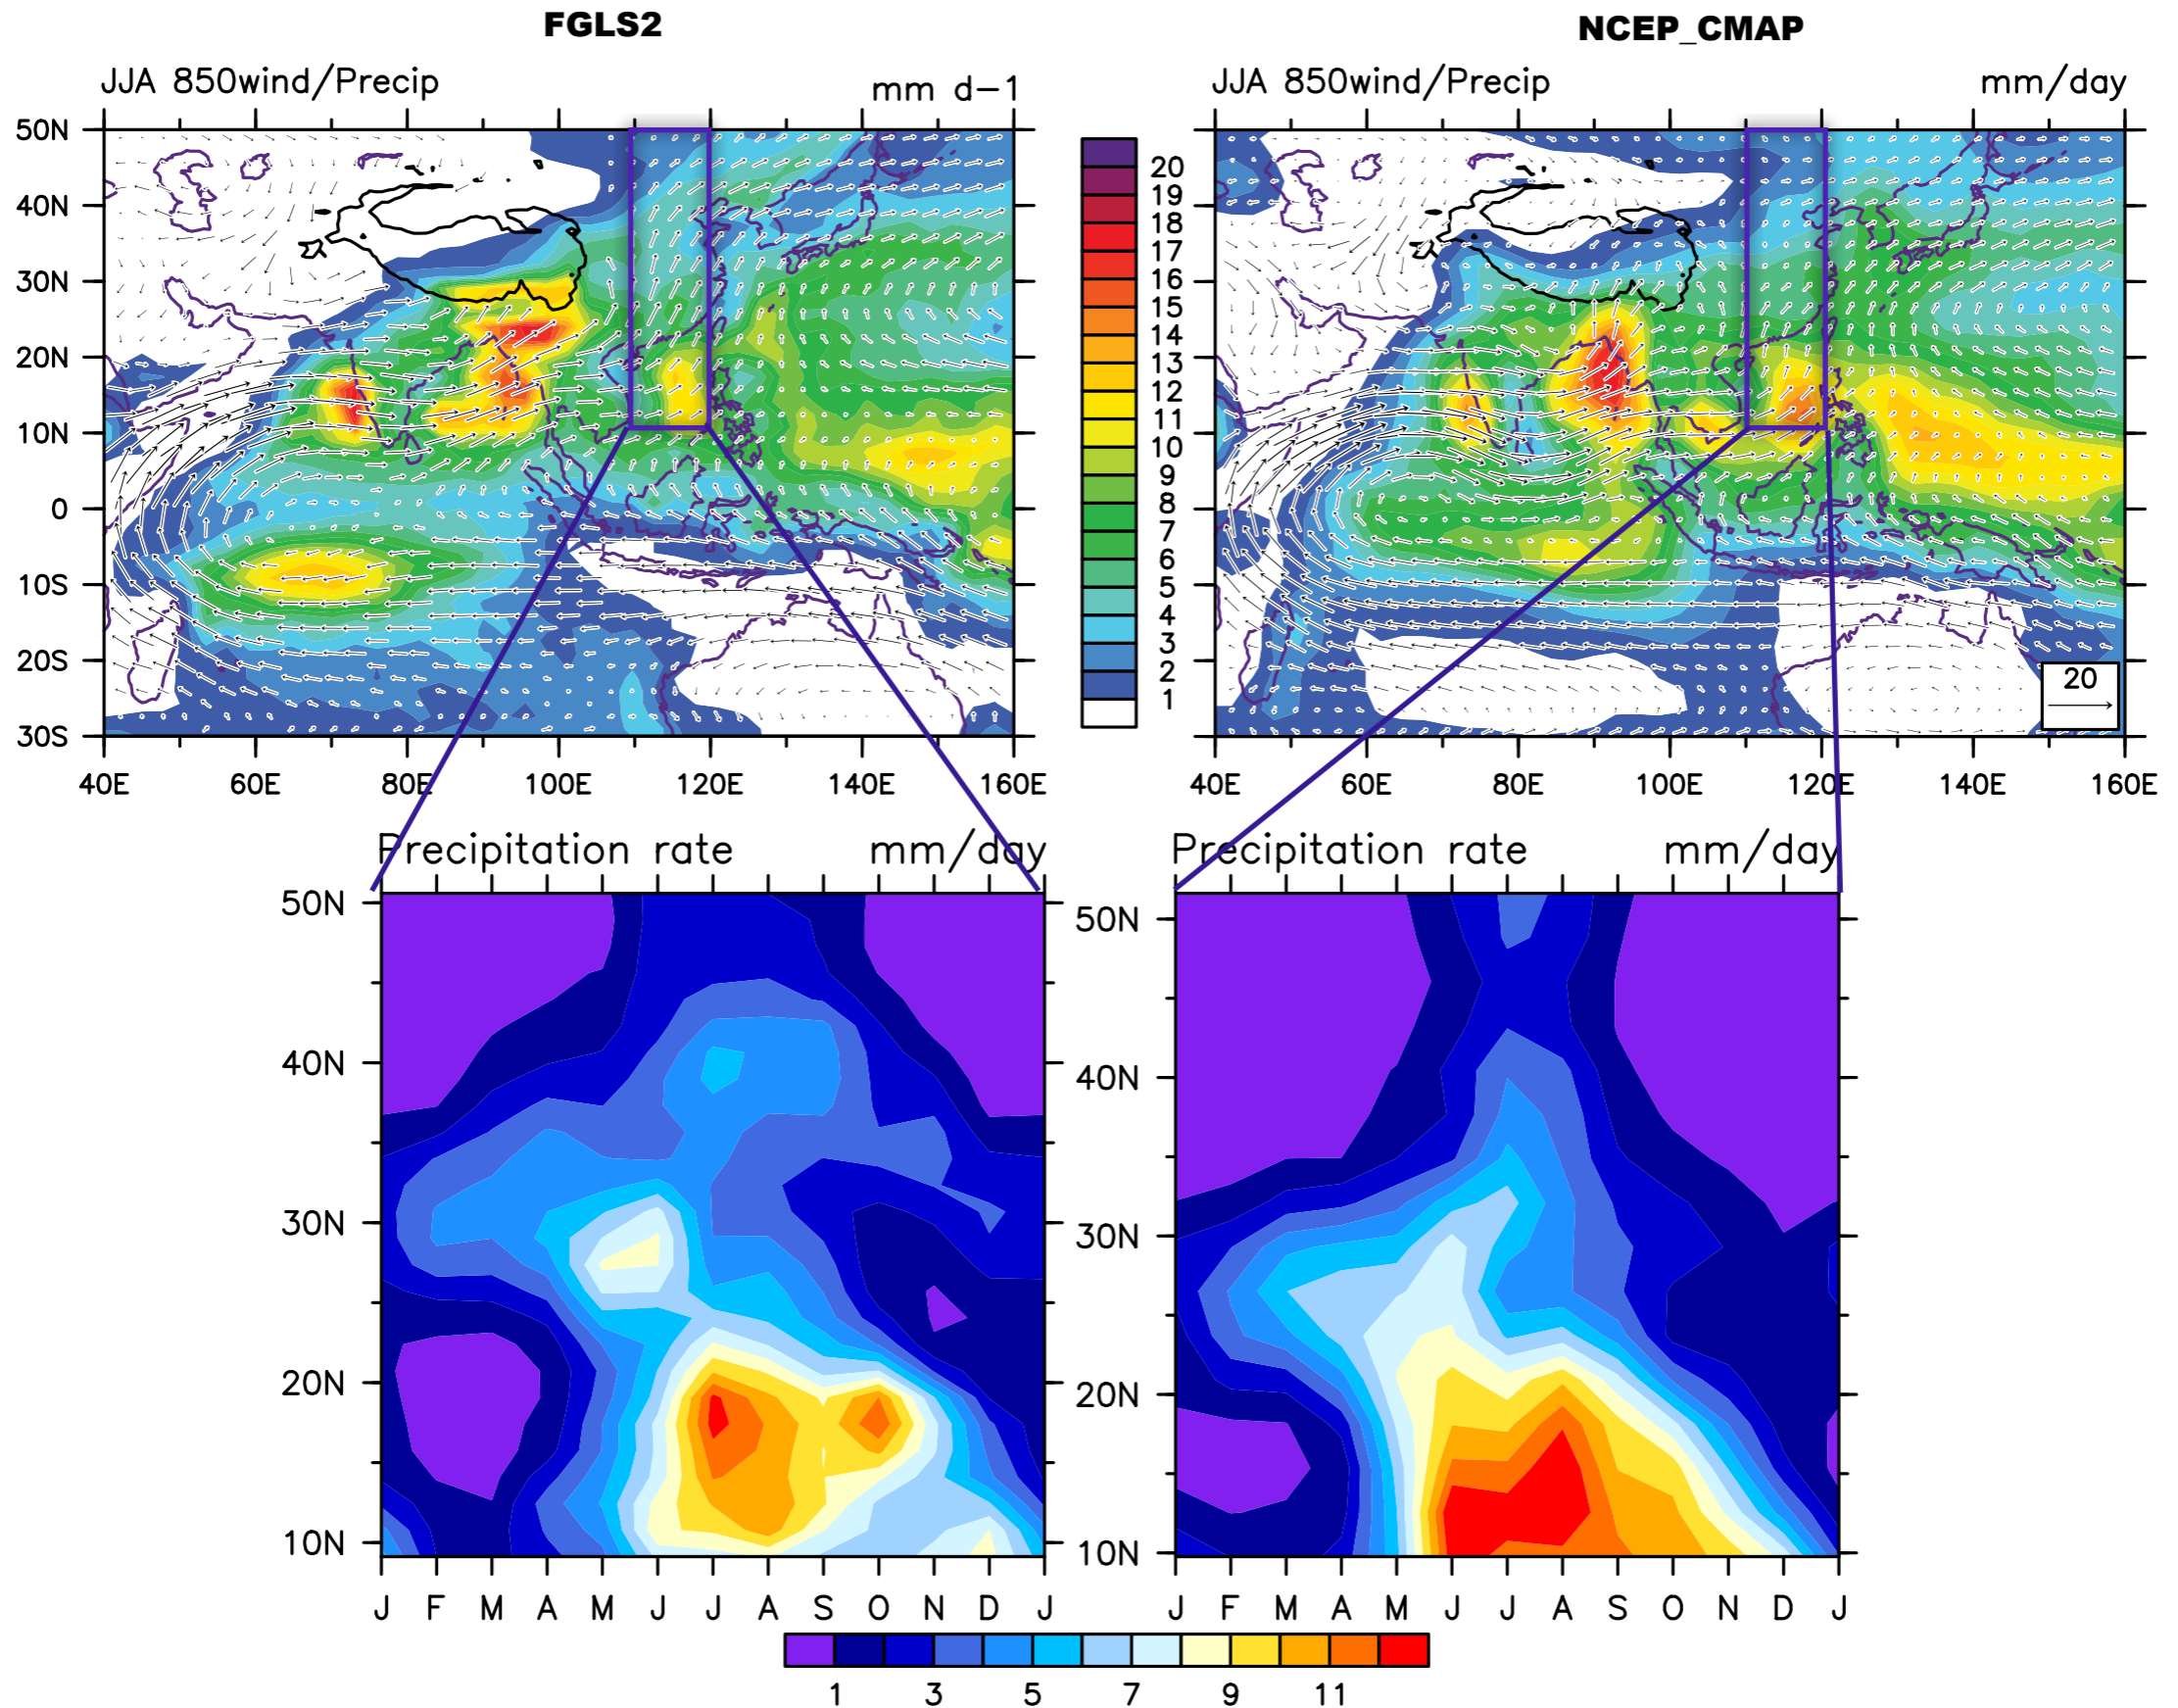 FGLS2
NCEP_CMAP
JJA 850wind/Precip
mm d-1
JJA 850wind/Precip
mm/day
50N
40N
30N
20N
10N
0
10S
20S
30S
40E 60E 80E 100E 120E 140E 160E
20
19
18
17
16
15
14
13
12
11
10
9
8
7
6
5
4
3
2
1
20
40E 60E 80E 100E 120E 140E 160E
Precipitation rate
mm/day
Precipitation rate
mm/day
50N
40N
30N
20N
10N
J F M A M J J A S O N D J
50N
40N
30N
20N
10N
J F M A M J J A S O N D J
1 3 5 7 9 11